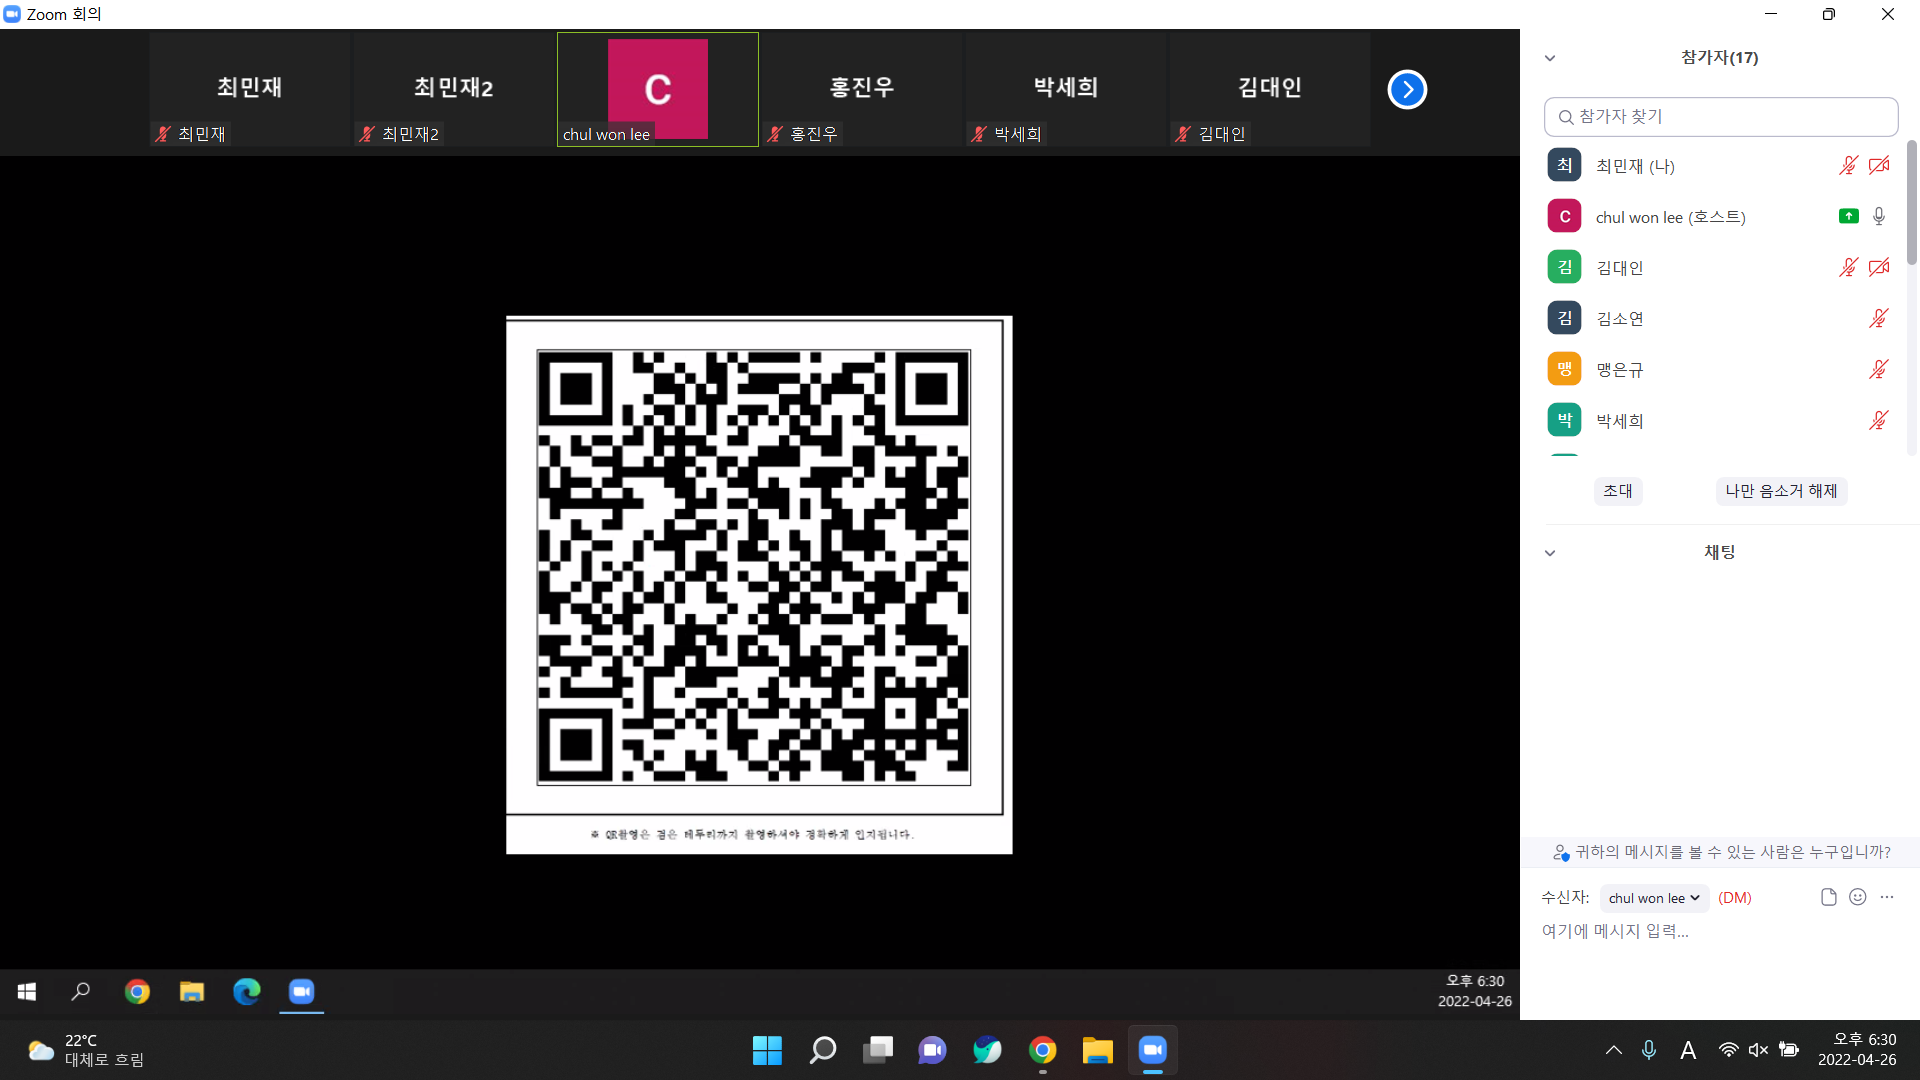 Zoom 회의
최민재
최민재2
C
홍진우
박세희
김대인
최민재
최민재2
chul won lee
홍진우
박세희
김대인
※ QR촬영은 겉은 테두리까지 촬영하셔야 정확하게 인지됩니다.
오후 6:30
2022-04-26
참가자(17)
참가자 찾기
최 최민재 (나)
C chul won lee (호스트)
김 김대인
김 김소연
맹 맹은규
박 박세희
초대 나만 음소거 해제
채팅
귀하의 메시지를 볼 수 있는 사람은 누구입니까?
수신자: chul won lee (DM)
여기에 메시지 입력...
22°C
대체로 흐림
A
오후 6:30
2022-04-26